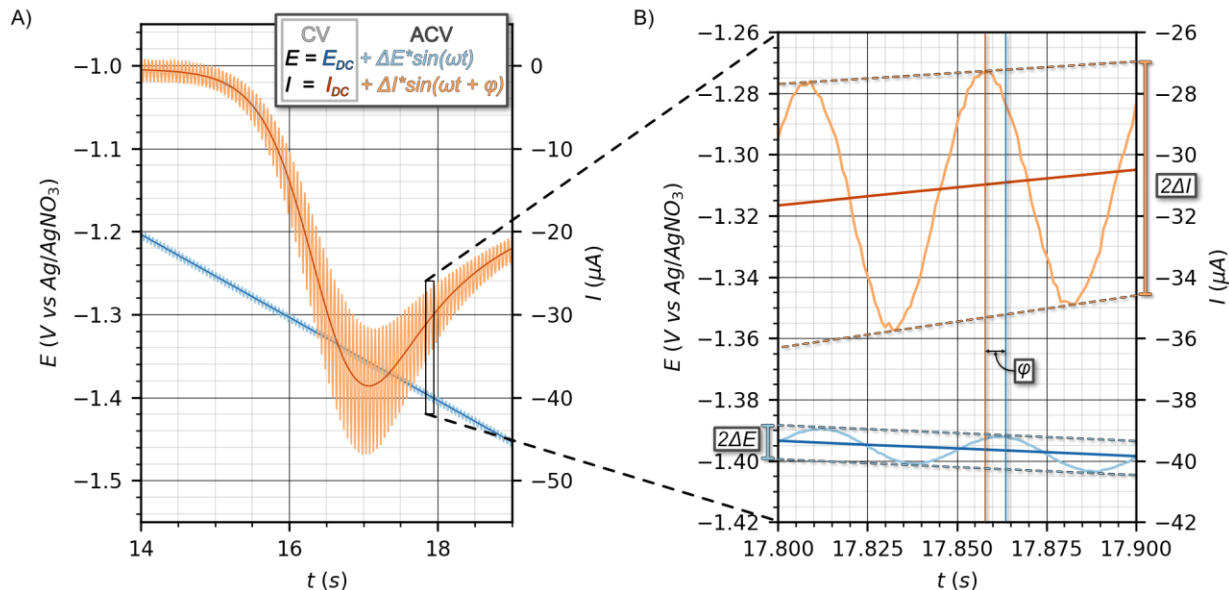 A)
CV ACV
E = E_DC + ΔE*sin(ωt)
I = I_DC + ΔI*sin(ωt + φ)
−1.0
−1.1
−1.2
−1.3
−1.4
−1.5
E (V vs Ag/AgNO₃)
0
−10
−20
−30
−40
−50
I (μA)
14 16 18
t (s)
B)
−1.26
−1.28
−1.30
−1.32
−1.34
−1.36
−1.38
−1.40
−1.42
E (V vs Ag/AgNO₃)
−26
−28
−30
−32
−34
−36
−38
−40
−42
I (μA)
2ΔI
φ
2ΔE
17.800 17.825 17.850 17.875 17.900
t (s)